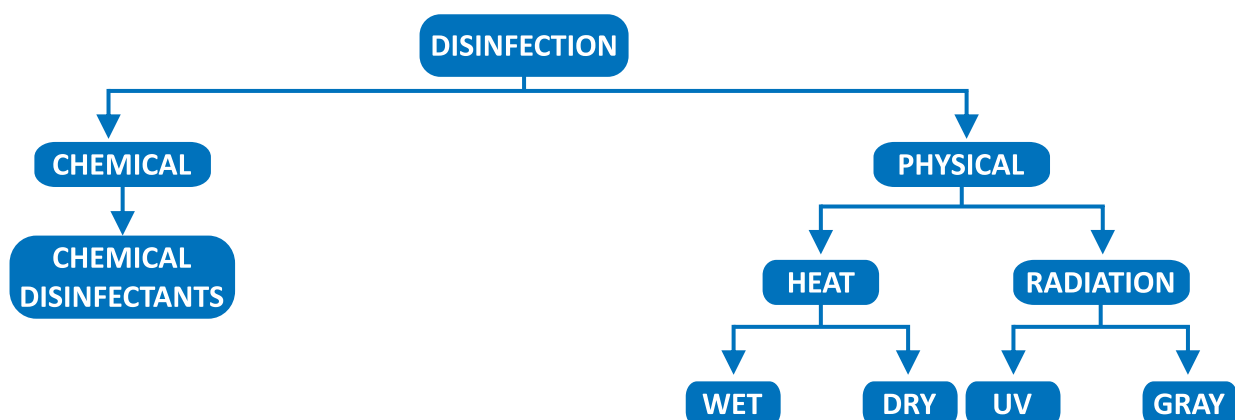 DISINFECTION
CHEMICAL
PHYSICAL
CHEMICAL
DISINFECTANTS
HEAT
RADIATION
WET
DRY
UV
GRAY